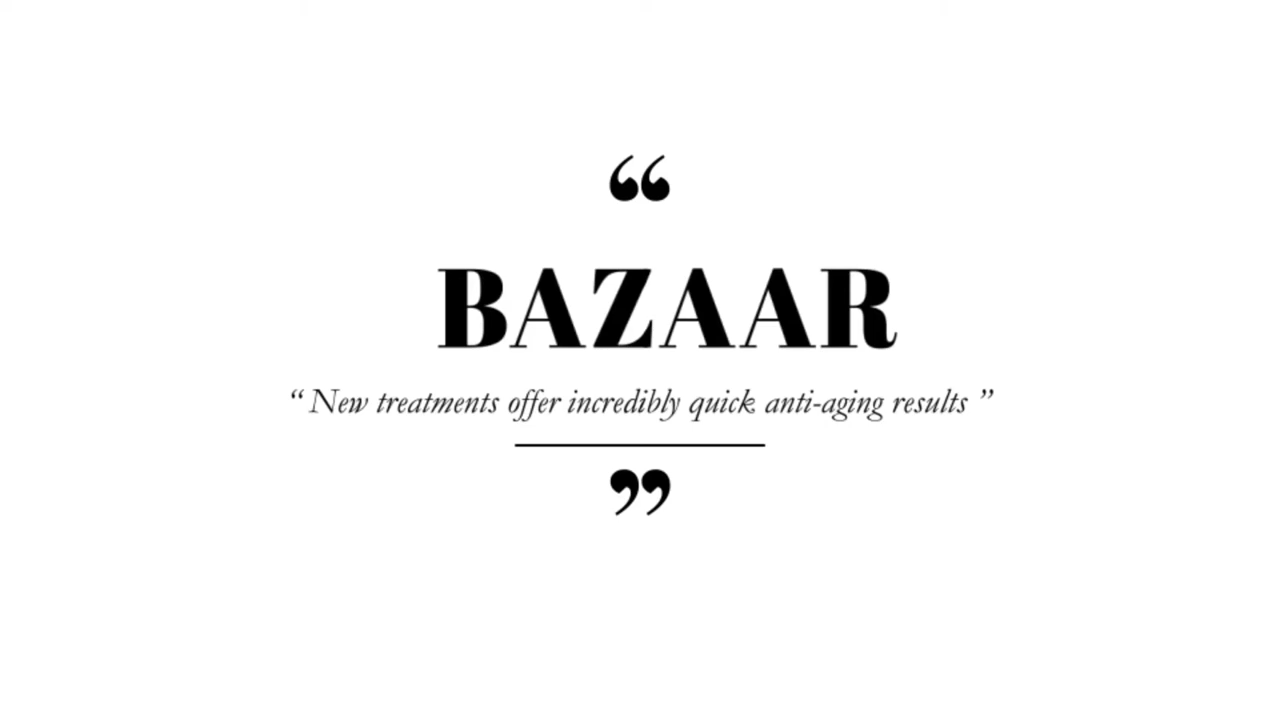 “
BAZAAR
“ New treatments offer incredibly quick anti-aging results ”
”